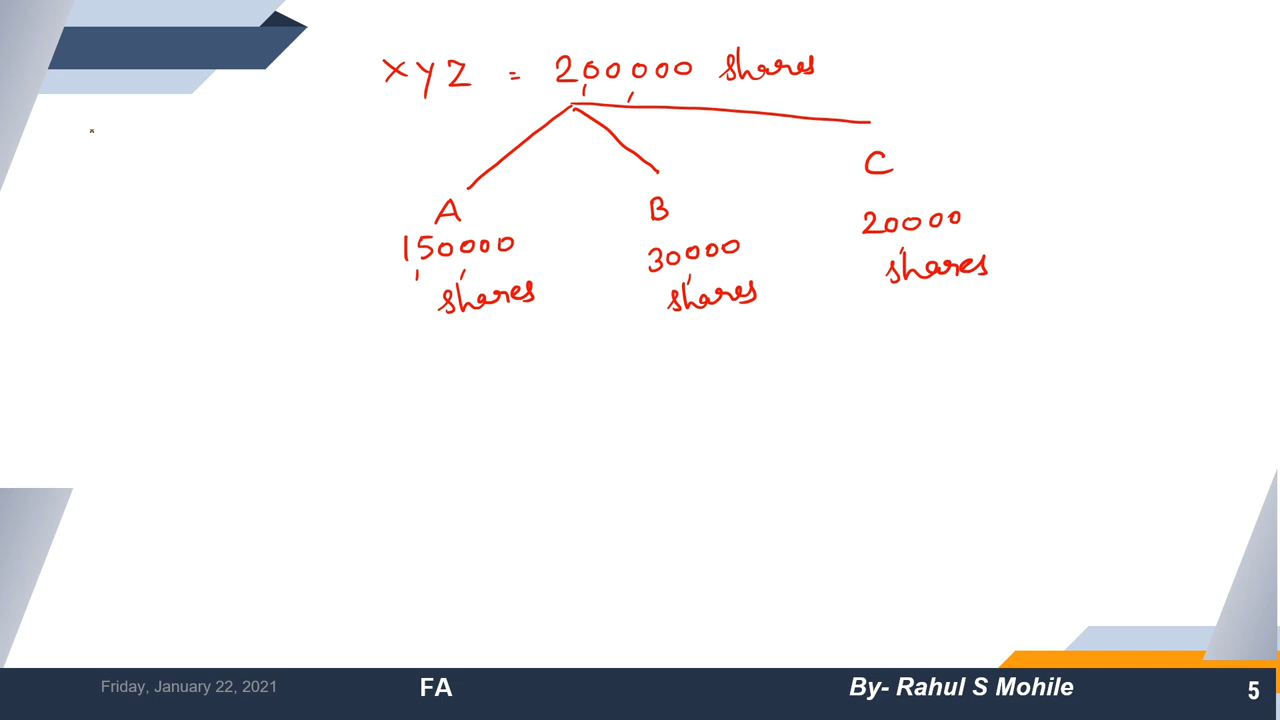 XYZ = 200000 shares
A B C
150000 shares
30000 shares
20000 shares
Friday, January 22, 2021 FA By- Rahul S Mohile 5